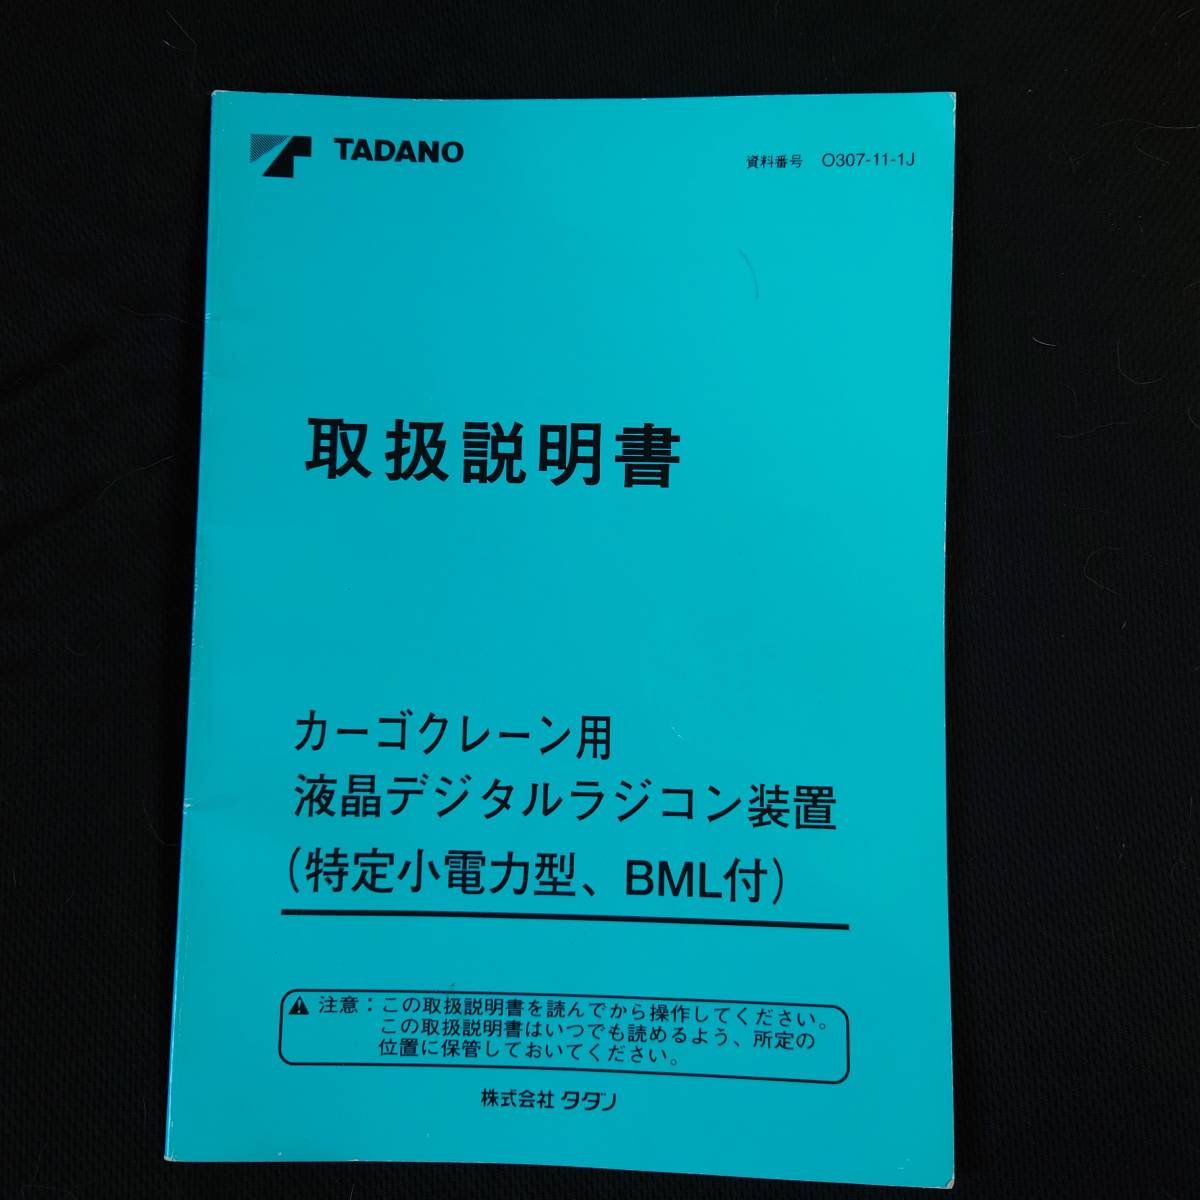 TADANO
資料番号 O307-11-1J
取扱説明書
カーゴクレーン用
液晶デジタルラジコン装置
(特定小電力型、BML付)
注意：この取扱説明書を読んでから操作してください。
この取扱説明書はいつでも読めるよう、所定の
位置に保管しておいてください。
株式会社 タダノ